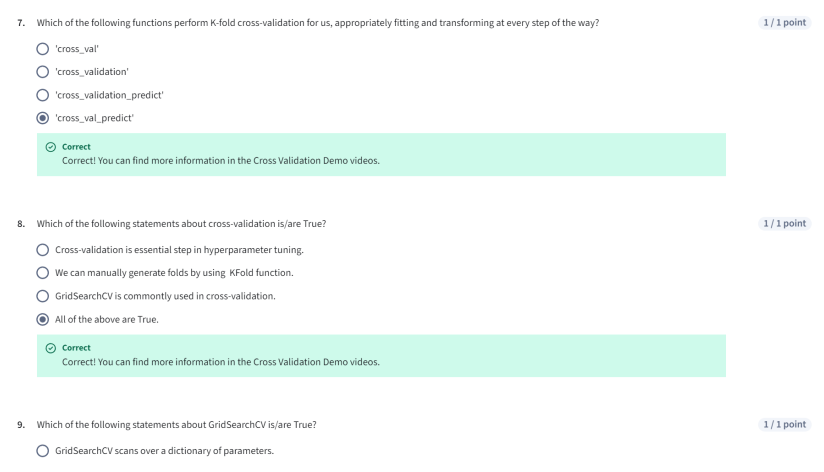 7. Which of the following functions perform K-fold cross-validation for us, appropriately fitting and transforming at every step of the way?
1 / 1 point
'cross_val'
'cross_validation'
'cross_validation_predict'
'cross_val_predict'
Correct
Correct! You can find more information in the Cross Validation Demo videos.
8. Which of the following statements about cross-validation is/are True?
1 / 1 point
Cross-validation is essential step in hyperparameter tuning.
We can manually generate folds by using KFold function.
GridSearchCV is commontly used in cross-validation.
All of the above are True.
Correct
Correct! You can find more information in the Cross Validation Demo videos.
9. Which of the following statements about GridSearchCV is/are True?
1 / 1 point
GridSearchCV scans over a dictionary of parameters.